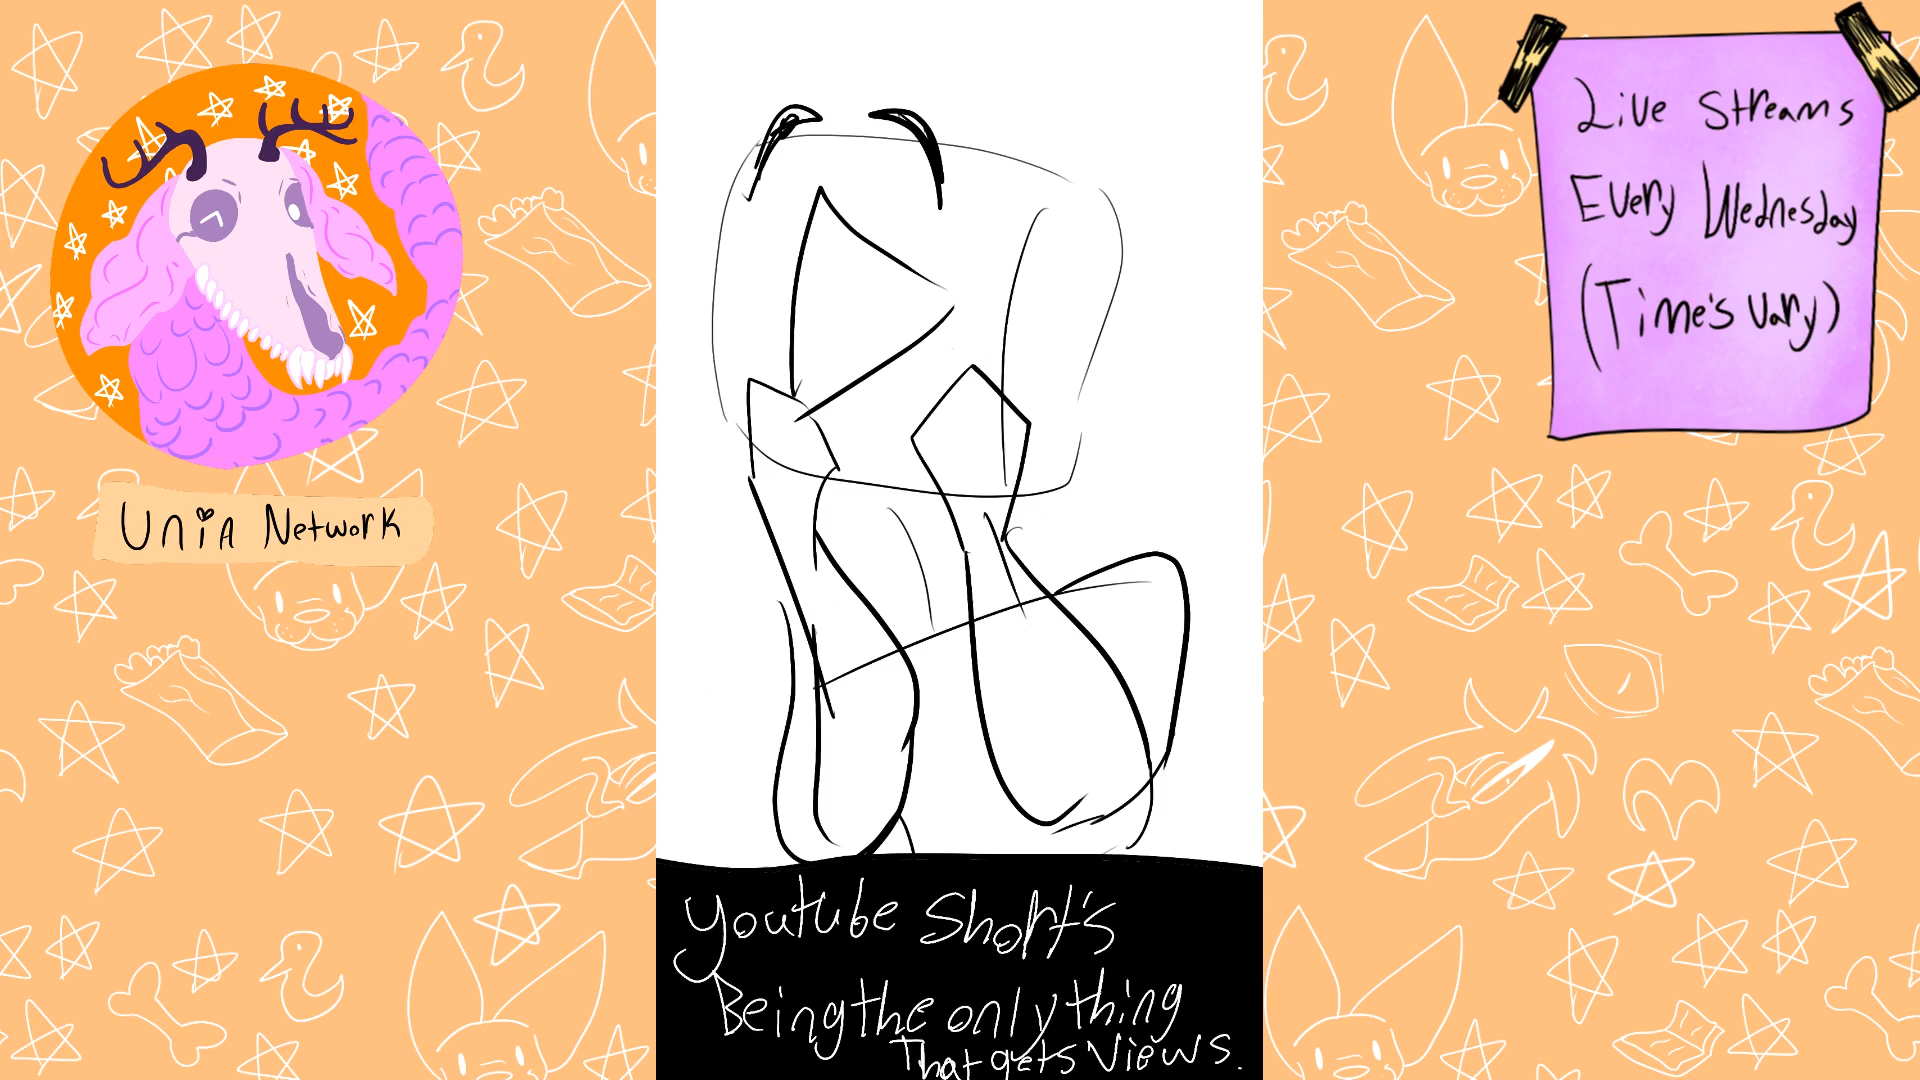 Unia Network
Live Streams
Every Wednesday
(Time's Vary)
Youtube Short's
Being the only thing
That gets Views.